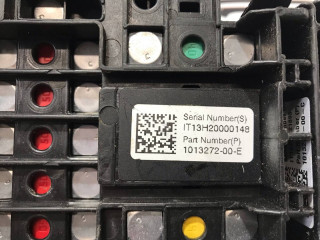 Serial Number(S)
IT13H20000148
Part Number(P)
1013272-00-E